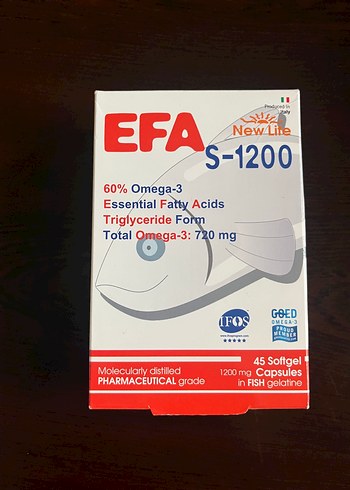 Produced in
Italy
EFA
New Life
S-1200
60% Omega-3
Essential Fatty Acids
Triglyceride Form
Total Omega-3: 720 mg
IFOS
★★★★★
GOED
OMEGA-3
PROUD
MEMBER
Molecularly distilled
PHARMACEUTICAL grade
45 Softgel
1200 mg Capsules
in FISH gelatine